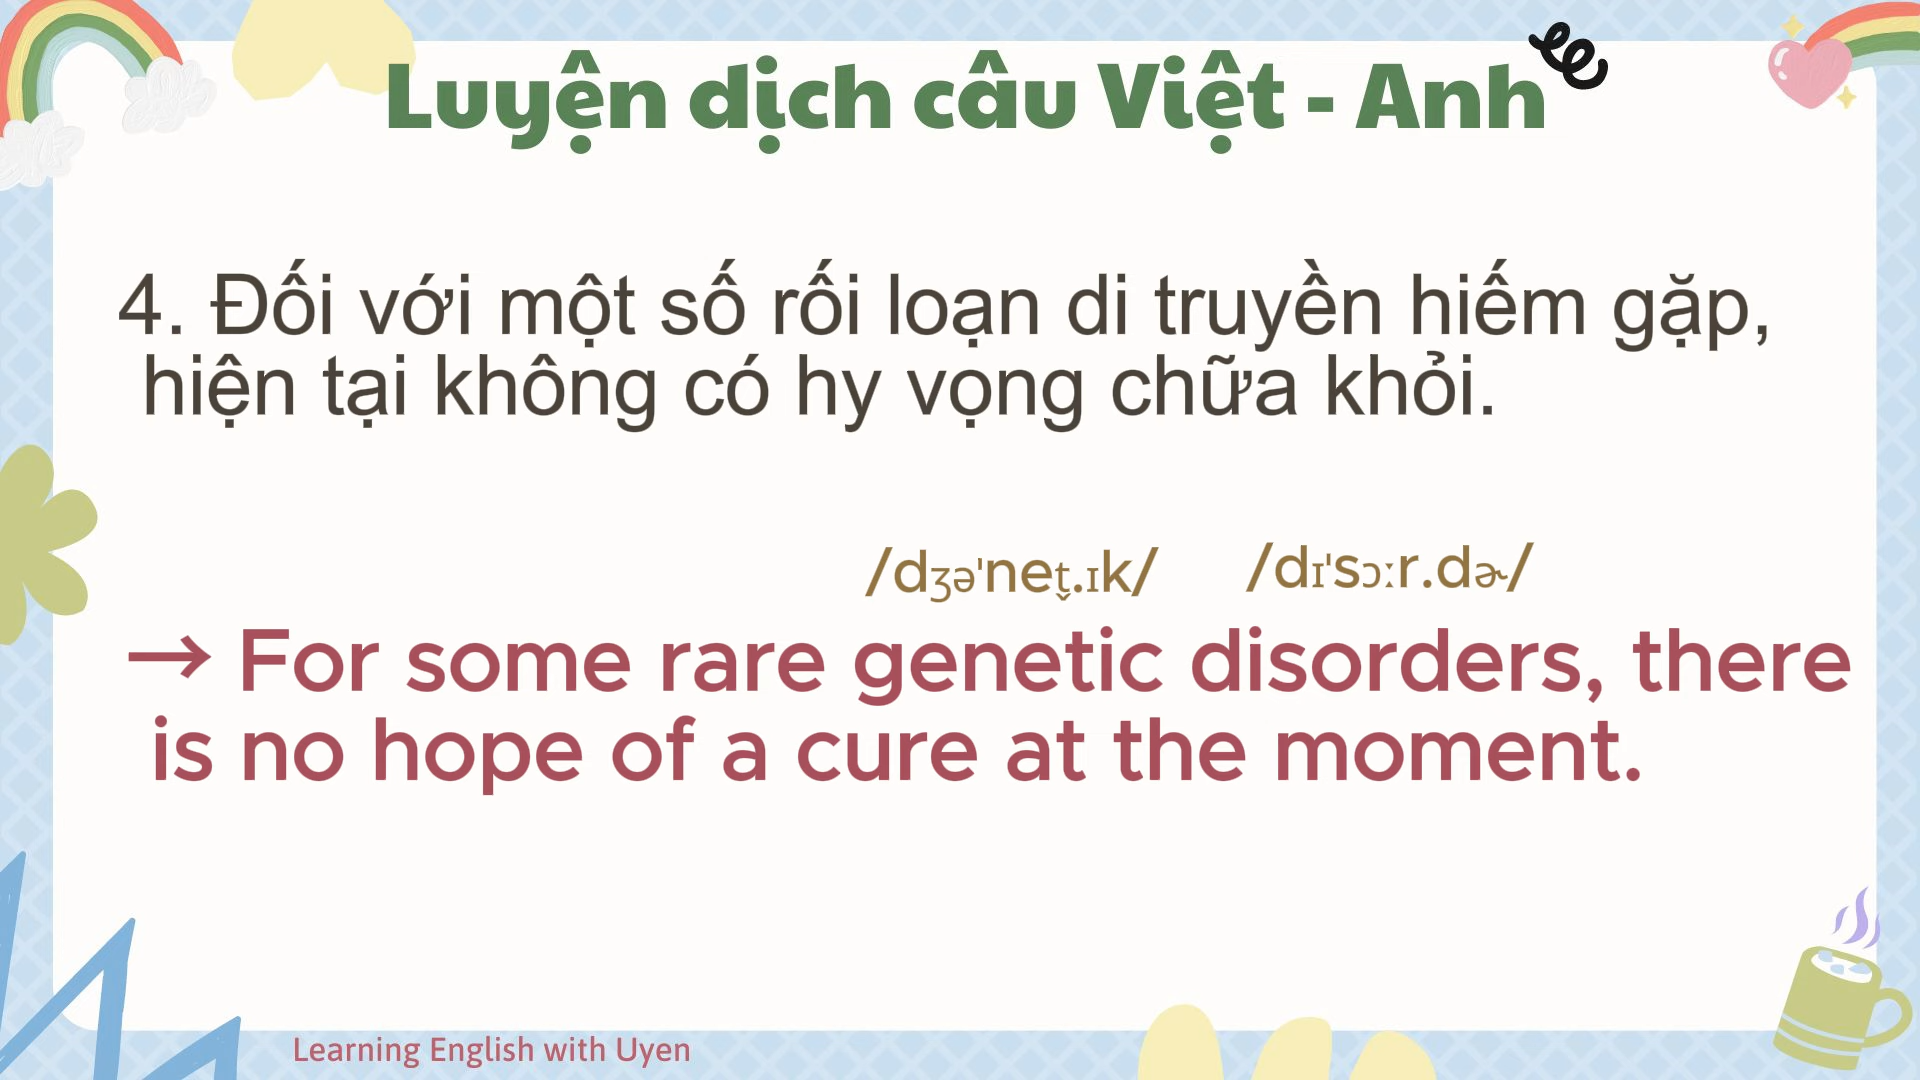 Luyện dịch câu Việt - Anh
4. Đối với một số rối loạn di truyền hiếm gặp,
hiện tại không có hy vọng chữa khỏi.
/dʒəˈnet̬.ɪk/ /dɪˈsɔːr.dɚ/
→ For some rare genetic disorders, there
is no hope of a cure at the moment.
Learning English with Uyen